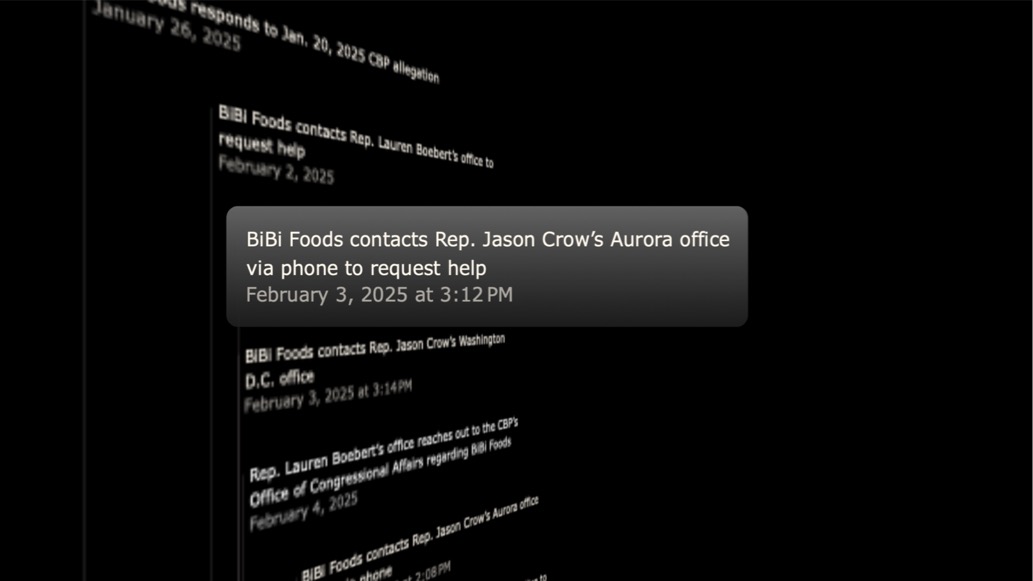 responds to Jan. 20, 2025 CBP allegation
January 26, 2025
BiBi Foods contacts Rep. Lauren Boebert's office to
request help
February 2, 2025
BiBi Foods contacts Rep. Jason Crow’s Aurora office
via phone to request help
February 3, 2025 at 3:12 PM
BiBi Foods contacts Rep. Jason Crow's Washington
D.C. office
February 3, 2025 at 3:14 PM
Rep. Lauren Boebert's office reaches out to the CBP's
Office of Congressional Affairs regarding BiBi Foods
February 4, 2025
BiBi Foods contacts Rep. Jason Crow's Aurora office
phone
at 2:08 PM